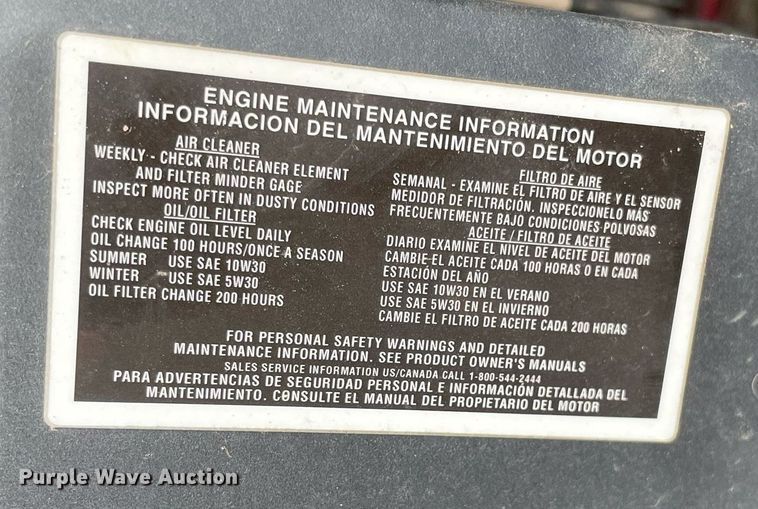 ENGINE MAINTENANCE INFORMATION
INFORMACION DEL MANTENIMIENTO DEL MOTOR
AIR CLEANER
WEEKLY - CHECK AIR CLEANER ELEMENT
AND FILTER MINDER GAGE
INSPECT MORE OFTEN IN DUSTY CONDITIONS
OIL/OIL FILTER
CHECK ENGINE OIL LEVEL DAILY
OIL CHANGE 100 HOURS/ONCE A SEASON
SUMMER USE SAE 10W30
WINTER USE SAE 5W30
OIL FILTER CHANGE 200 HOURS
FILTRO DE AIRE
SEMANAL - EXAMINE EL FILTRO DE AIRE Y EL SENSOR
MEDIDOR DE FILTRACIÓN. INSPECCIONELO MÁS
FRECUENTEMENTE BAJO CONDICIONES POLVOSAS
ACEITE / FILTRO DE ACEITE
DIARIO EXAMINE EL NIVEL DE ACEITE DEL MOTOR
CAMBIE EL ACEITE CADA 100 HORAS O EN CADA
ESTACIÓN DEL AÑO
USE SAE 10W30 EN EL VERANO
USE SAE 5W30 EN EL INVIERNO
CAMBIE EL FILTRO DE ACEITE CADA 200 HORAS
FOR PERSONAL SAFETY WARNINGS AND DETAILED
MAINTENANCE INFORMATION. SEE PRODUCT OWNER'S MANUALS
SALES SERVICE INFORMATION US/CANADA CALL 1-800-544-2444
PARA ADVERTENCIAS DE SEGURIDAD PERSONAL E INFORMACIÓN DETALLADA DEL
MANTENIMIENTO. CONSULTE EL MANUAL DEL PROPIETARIO DEL MOTOR
Purple Wave Auction